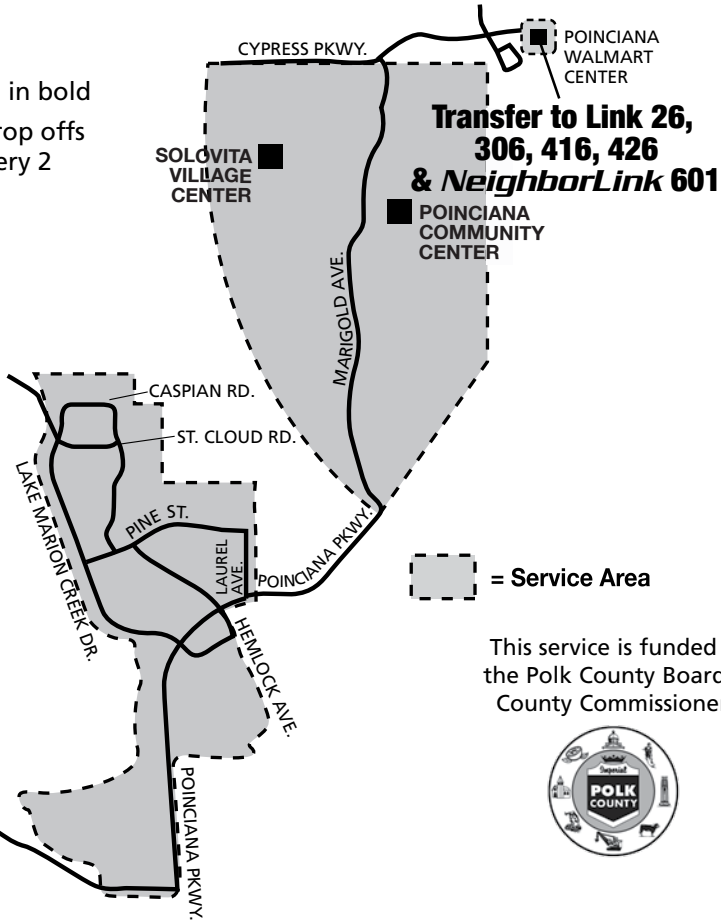 in bold
rop offs
ery 2
CYPRESS PKWY.
POINCIANA
WALMART
CENTER
Transfer to Link 26,
306, 416, 426
& NeighborLink 601
SOLOVITA
VILLAGE
CENTER
POINCIANA
COMMUNITY
CENTER
MARIGOLD AVE.
CASPIAN RD.
ST. CLOUD RD.
LAKE MARION CREEK DR.
PINE ST.
LAUREL
AVE.
POINCIANA PKWY.
HEMLOCK AVE.
POINCIANA PKWY.
= Service Area
This service is funded
the Polk County Board
County Commissioner
Imperial
POLK
COUNTY